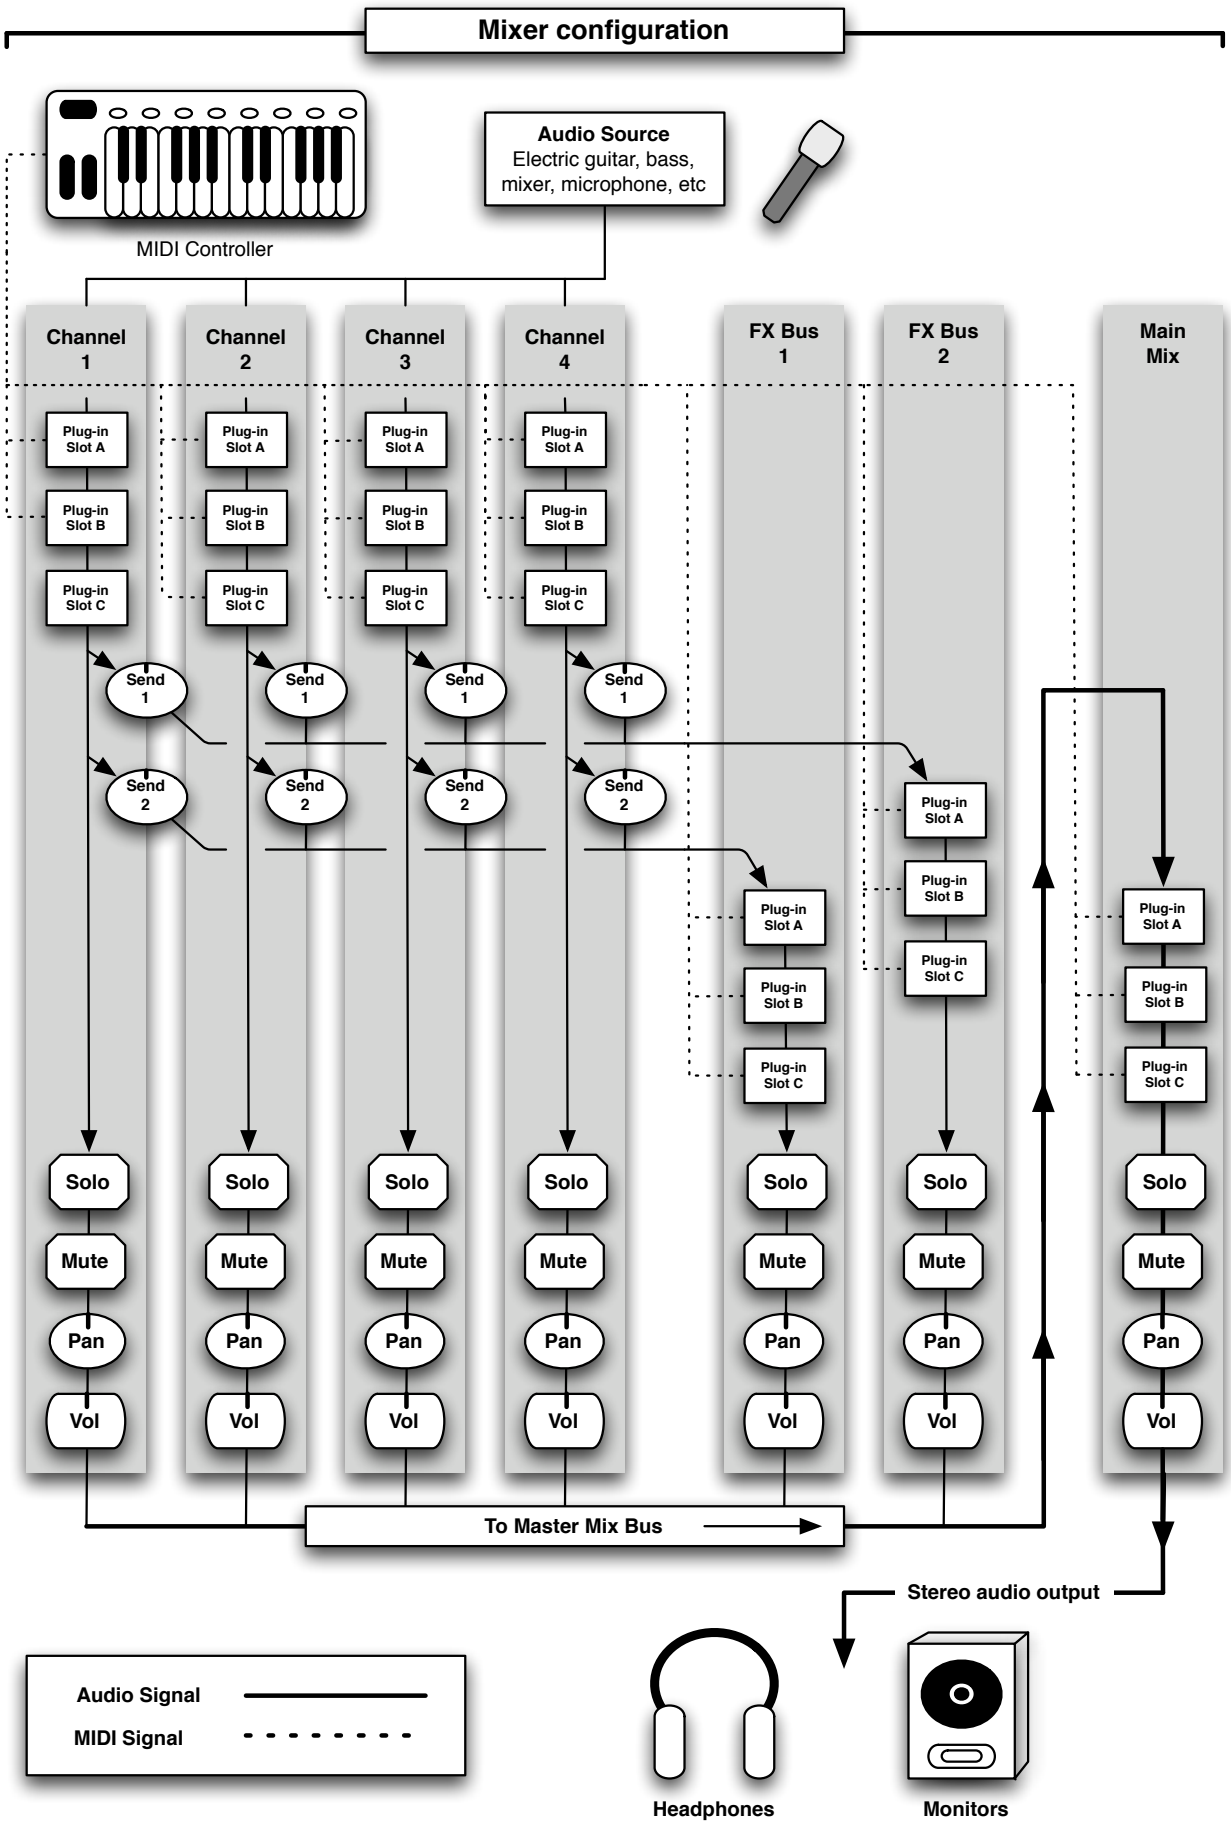 Mixer configuration
Audio Source
Electric guitar, bass,
mixer, microphone, etc
MIDI Controller
Channel
1
Channel
2
Channel
3
Channel
4
FX Bus
1
FX Bus
2
Main
Mix
Plug-in
Slot A
Plug-in
Slot A
Plug-in
Slot A
Plug-in
Slot A
Plug-in
Slot B
Plug-in
Slot B
Plug-in
Slot B
Plug-in
Slot B
Plug-in
Slot C
Plug-in
Slot C
Plug-in
Slot C
Plug-in
Slot C
Send
1
Send
1
Send
1
Send
1
Send
2
Send
2
Send
2
Send
2
Plug-in
Slot A
Plug-in
Slot B
Plug-in
Slot C
Plug-in
Slot A
Plug-in
Slot B
Plug-in
Slot C
Plug-in
Slot A
Plug-in
Slot B
Plug-in
Slot C
Solo
Solo
Solo
Solo
Solo
Solo
Solo
Mute
Mute
Mute
Mute
Mute
Mute
Mute
Pan
Pan
Pan
Pan
Pan
Pan
Pan
Vol
Vol
Vol
Vol
Vol
Vol
Vol
To Master Mix Bus
Stereo audio output
Audio Signal
MIDI Signal
Headphones
Monitors